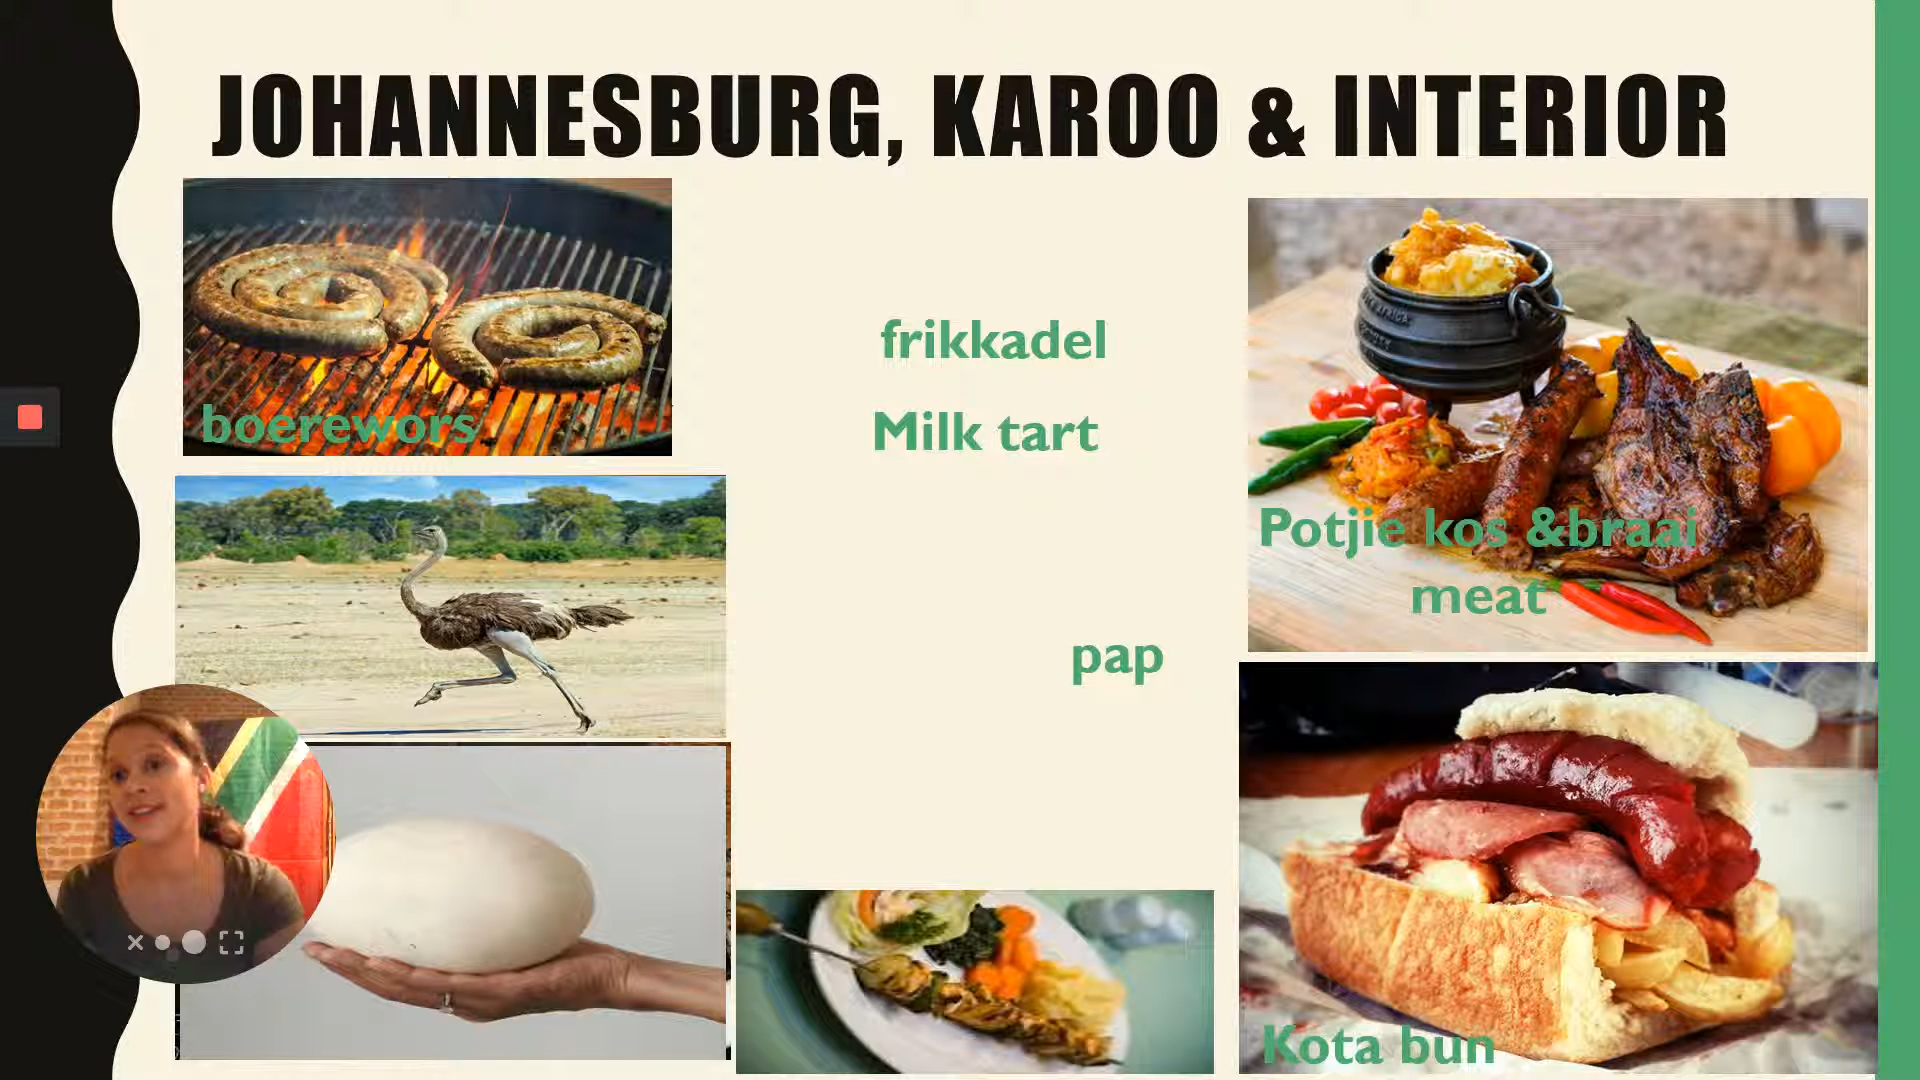 JOHANNESBURG, KAROO & INTERIOR
boerewors
frikkadel
Milk tart
Potjie kos &braai
meat
pap
Kota bun